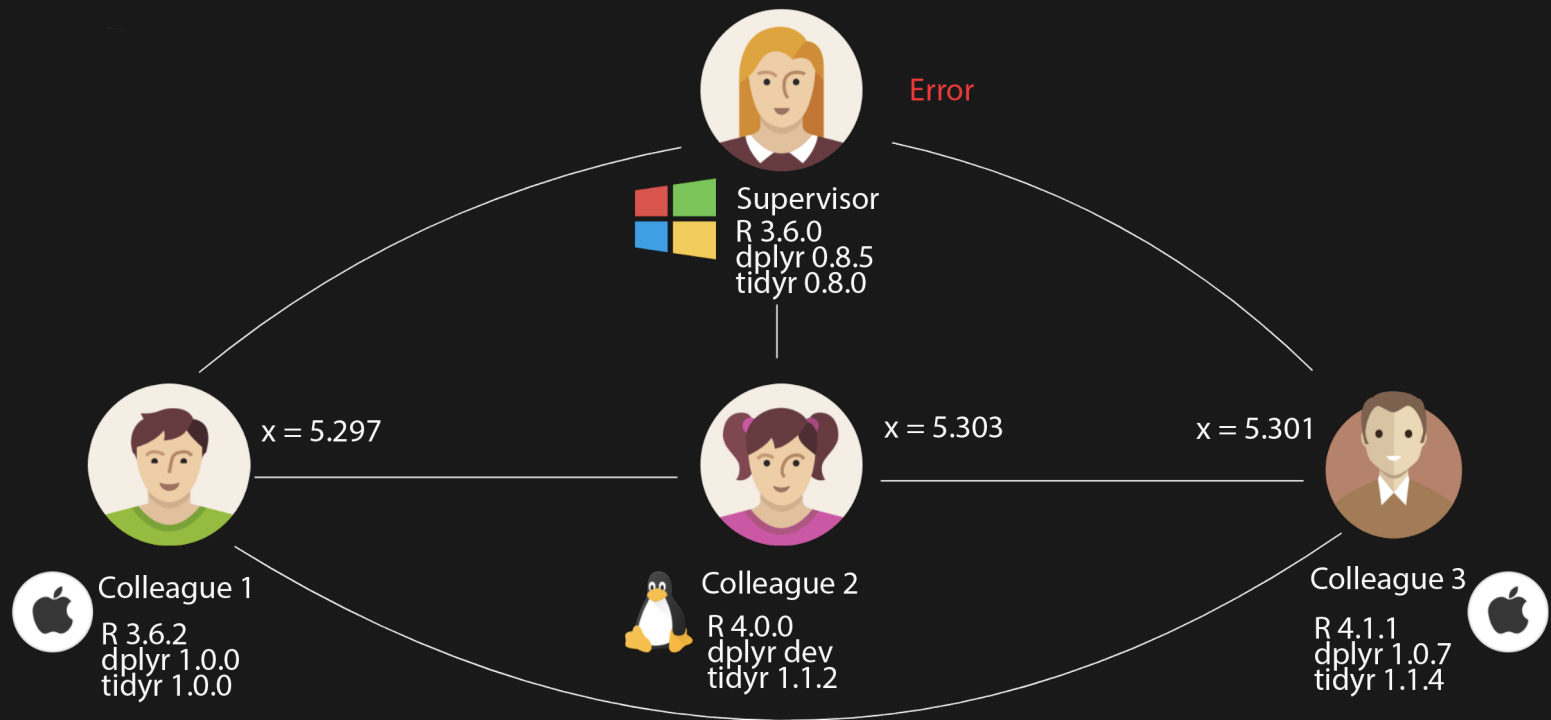 Error
Supervisor
R 3.6.0
dplyr 0.8.5
tidyr 0.8.0
x = 5.297
x = 5.303
x = 5.301
Colleague 1
R 3.6.2
dplyr 1.0.0
tidyr 1.0.0
Colleague 2
R 4.0.0
dplyr dev
tidyr 1.1.2
Colleague 3
R 4.1.1
dplyr 1.0.7
tidyr 1.1.4